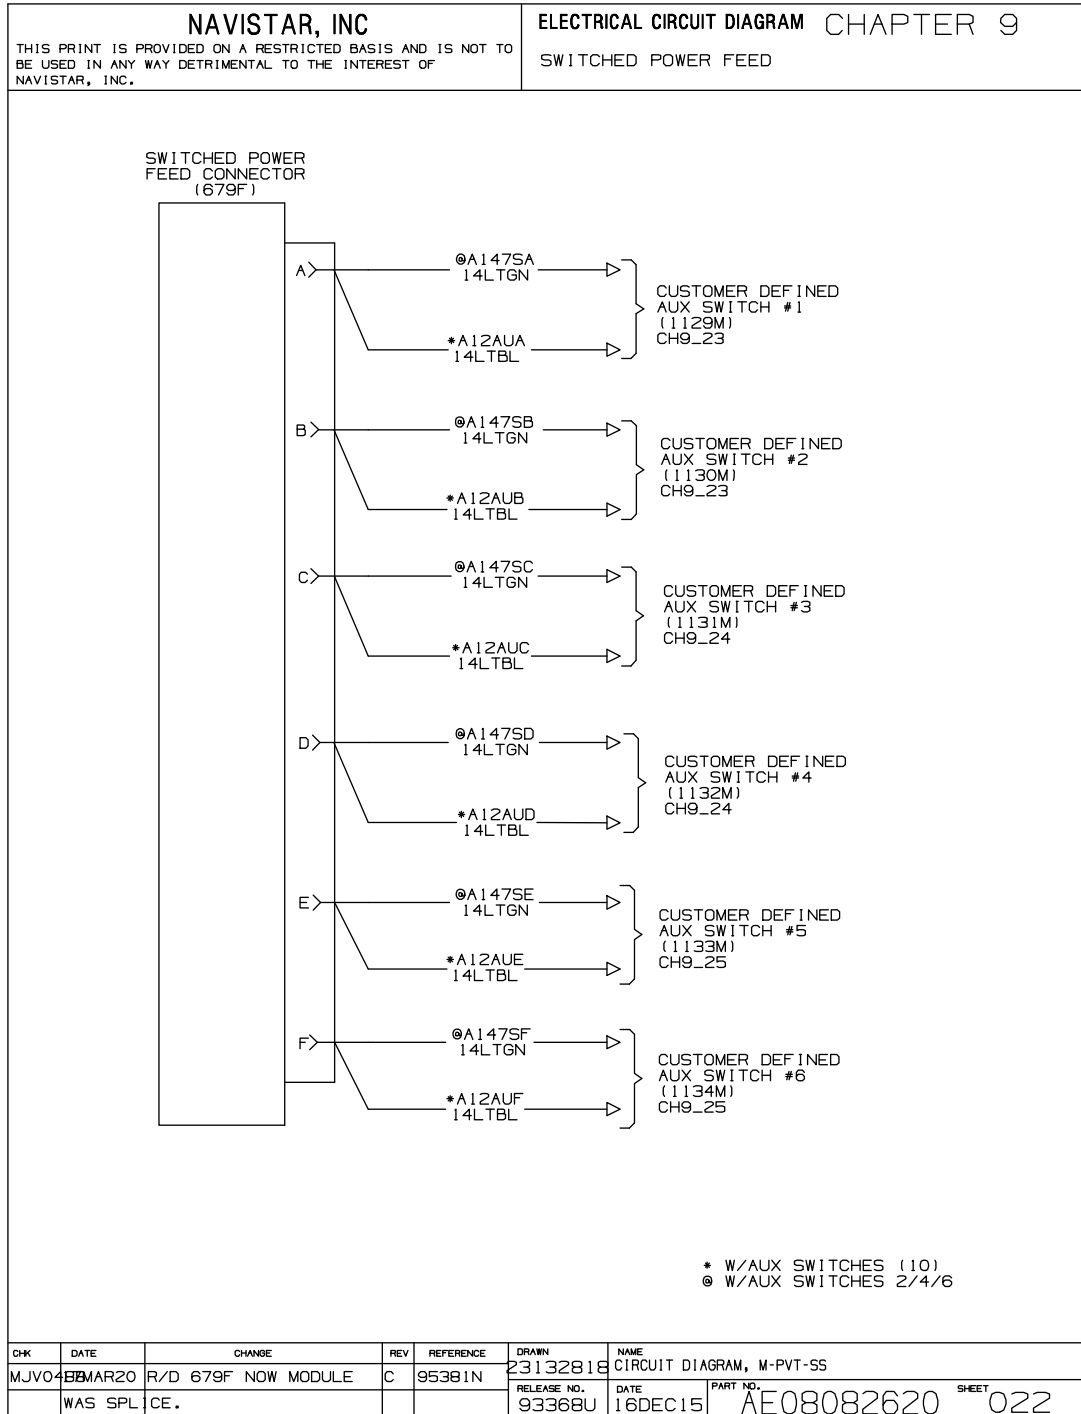 NAVISTAR, INC
THIS PRINT IS PROVIDED ON A RESTRICTED BASIS AND IS NOT TO
BE USED IN ANY WAY DETRIMENTAL TO THE INTEREST OF
NAVISTAR, INC.
ELECTRICAL CIRCUIT DIAGRAM CHAPTER 9
SWITCHED POWER FEED
SWITCHED POWER
FEED CONNECTOR
(679F)
A
@A147SA
14LTGN
*A12AUA
14LTBL
CUSTOMER DEFINED
AUX SWITCH #1
(1129M)
CH9_23
B
@A147SB
14LTGN
*A12AUB
14LTBL
CUSTOMER DEFINED
AUX SWITCH #2
(1130M)
CH9_23
C
@A147SC
14LTGN
*A12AUC
14LTBL
CUSTOMER DEFINED
AUX SWITCH #3
(1131M)
CH9_24
D
@A147SD
14LTGN
*A12AUD
14LTBL
CUSTOMER DEFINED
AUX SWITCH #4
(1132M)
CH9_24
E
@A147SE
14LTGN
*A12AUE
14LTBL
CUSTOMER DEFINED
AUX SWITCH #5
(1133M)
CH9_25
F
@A147SF
14LTGN
*A12AUF
14LTBL
CUSTOMER DEFINED
AUX SWITCH #6
(1134M)
CH9_25
* W/AUX SWITCHES (10)
@ W/AUX SWITCHES 2/4/6
CHK DATE CHANGE REV REFERENCE DRAWN NAME
R/D 679F NOW MODULE C 95381N 23132818 CIRCUIT DIAGRAM, M-PVT-SS
WAS SPLICE.
RELEASE NO. DATE PART NO. SHEET
93368U 16DEC15 AE08082620 022